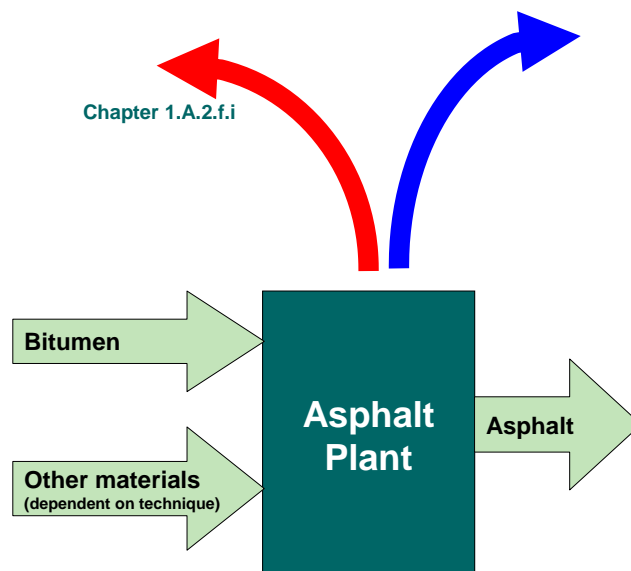 Chapter 1.A.2.f.i
Bitumen
Asphalt
Plant
Asphalt
Other materials
(dependent on technique)